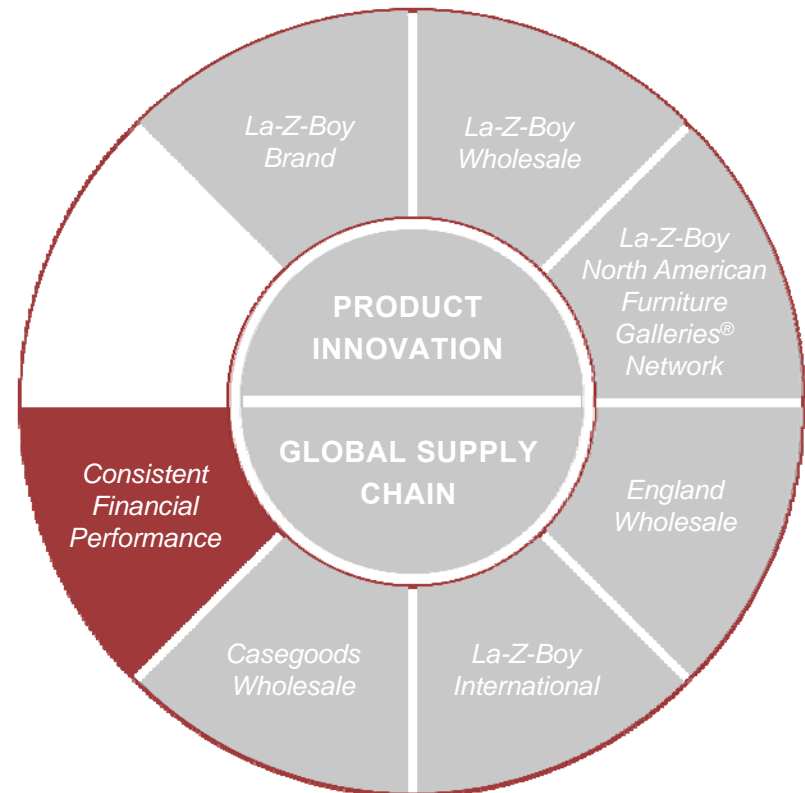 La-Z-Boy
Brand
La-Z-Boy
Wholesale
La-Z-Boy
North American
Furniture
Galleries®
Network
PRODUCT
INNOVATION
GLOBAL SUPPLY
CHAIN
Consistent
Financial
Performance
England
Wholesale
Casegoods
Wholesale
La-Z-Boy
International